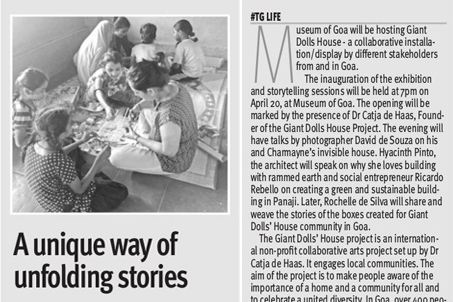 A unique way of
unfolding stories
#TG LIFE
Museum of Goa will be hosting Giant
Dolls House - a collaborative installa-
tion/display by different stakeholders
from and in Goa.
The inauguration of the exhibition
and storytelling sessions will be held at 7pm on
April 20, at Museum of Goa. The opening will be
marked by the presence of Dr Catja de Haas, Found-
er of the Giant Dolls House Project. The evening will
have talks by photographer David de Souza on his
and Charmayne's invisible house. Hyacinth Pinto,
the architect will speak on why she loves building
with rammed earth and social entrepreneur Ricardo
Rebello on creating a green and sustainable build-
ing in Panaji. Later, Rochelle de Silva will share and
weave the stories of the boxes created for Giant
Dolls' House community in Goa.
The Giant Dolls' House project is an internation-
al non-profit collaborative arts project set up by Dr
Catja de Haas. It engages local communities. The
aim of the project is to make people aware of the
importance of a home and a community for all and
to celebrate a united diversity. In Goa, over 400 peo-